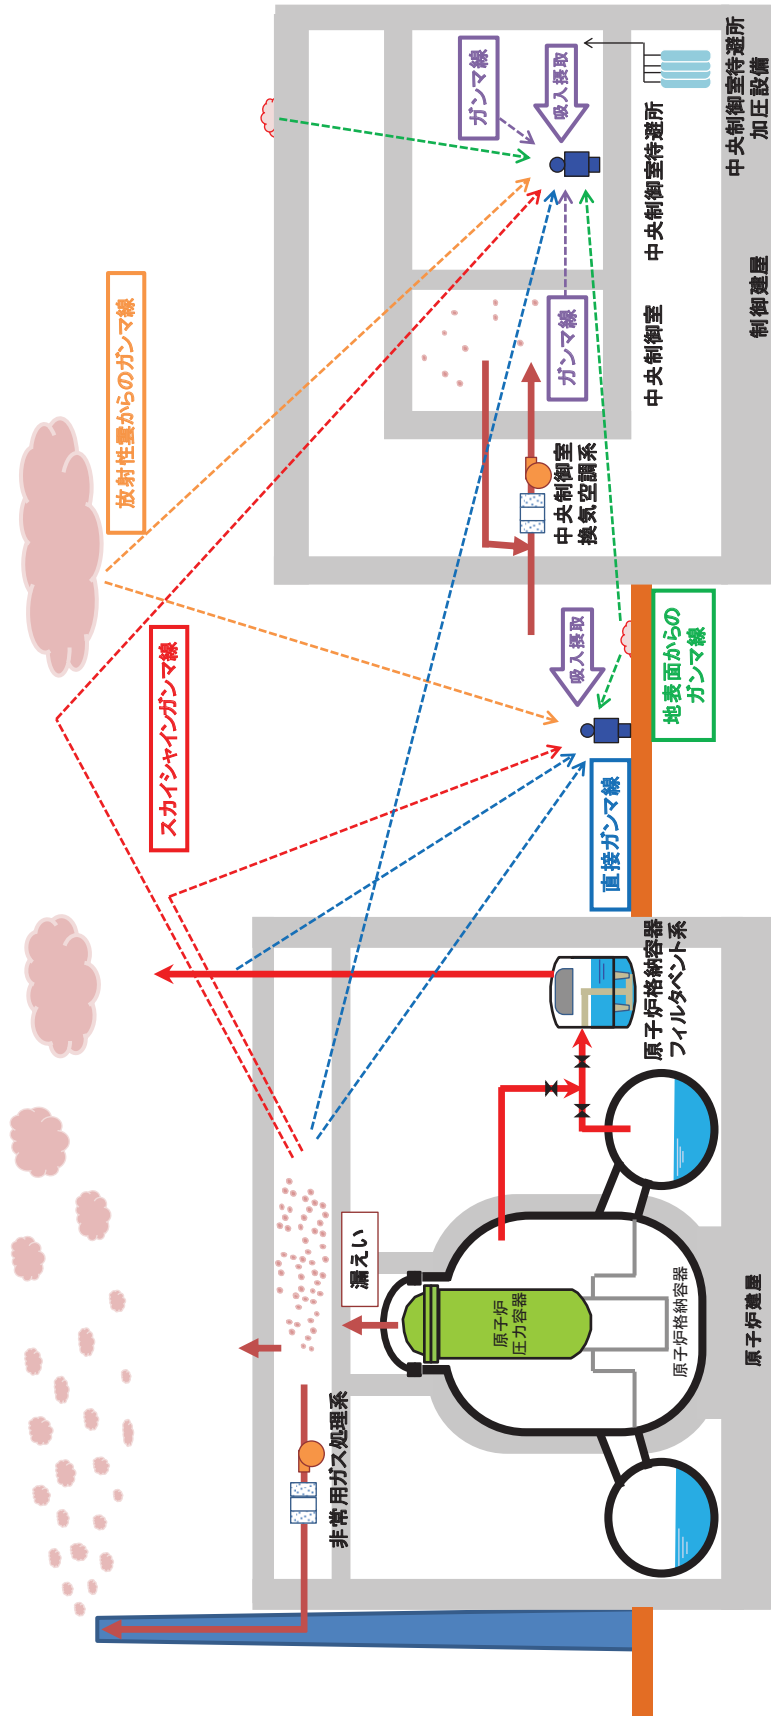 放射性雲からのガンマ線
スカイシャインガンマ線
ガンマ線
吸入摂取
中央制御室待避所
加圧設備
中央制御室待避所
制御建屋
中央制御室
ガンマ線
中央制御室
換気空調系
吸入摂取
地表面からの
ガンマ線
直接ガンマ線
原子炉格納容器
フィルタベント系
漏えい
原子炉
圧力容器
原子炉格納容器
原子炉建屋
非常用ガス処理系